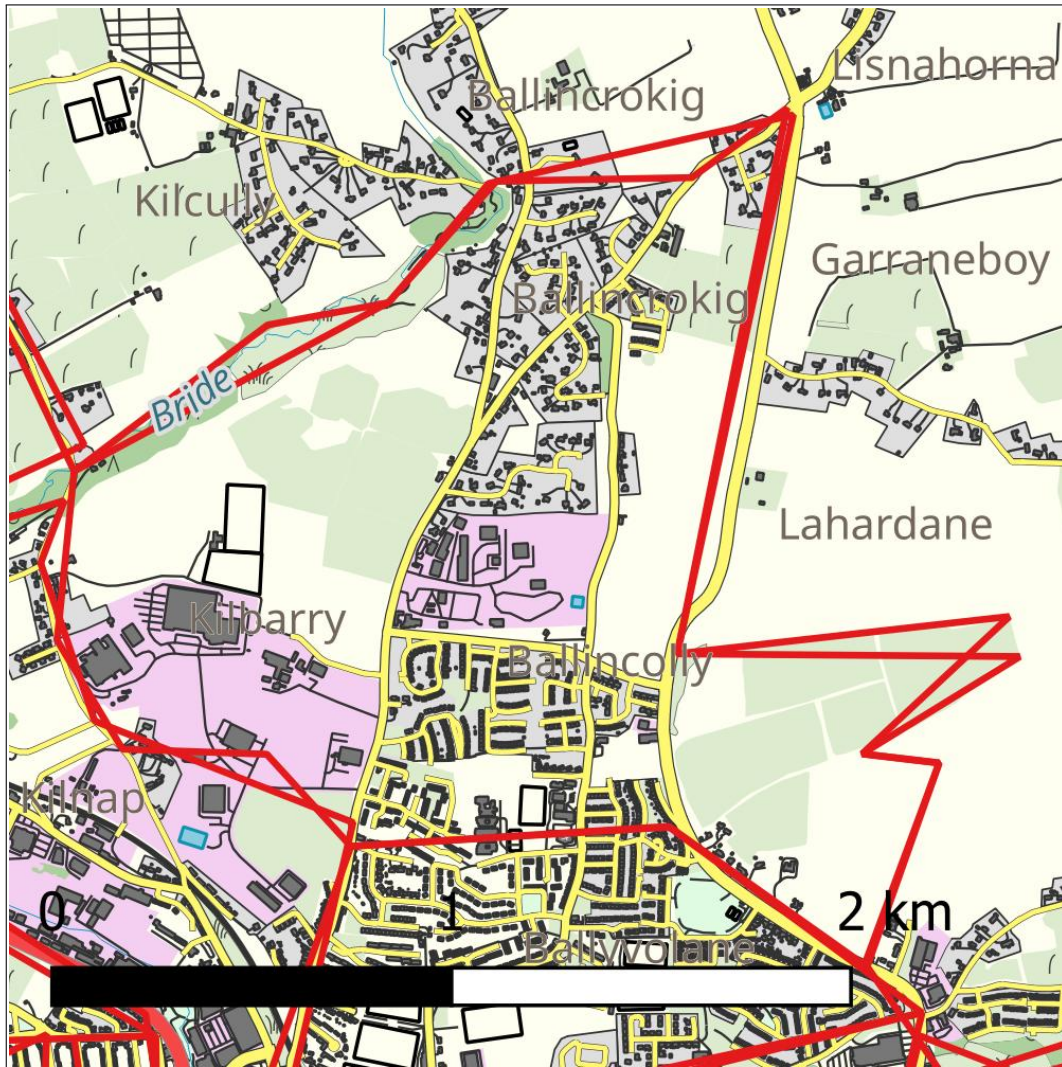 Lisnahorna
Ballincrokig
Kilcully
Garraneboy
Ballincrokig
Bride
Lahardane
Kilbarry
Ballincolly
Kilnap
0 1 2 km
Ballyvolane